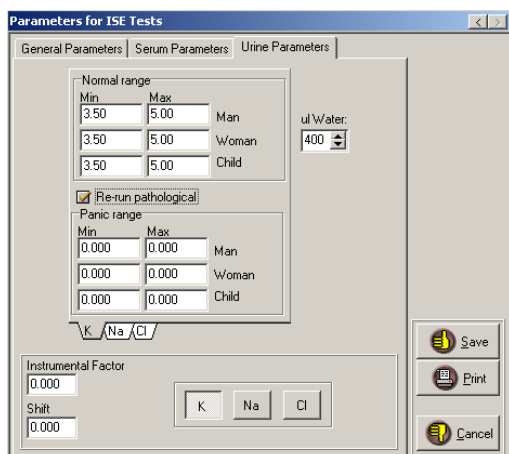 Parameters for ISE Tests
General Parameters Serum Parameters Urine Parameters
Normal range
Min Max
3.50 5.00 Man
3.50 5.00 Woman
3.50 5.00 Child
ul Water:
400
Re-run pathological
Panic range
Min Max
0.000 0.000 Man
0.000 0.000 Woman
0.000 0.000 Child
K Na Cl
Instrumental Factor
0.000
Shift
0.000
K Na Cl
Save
Print
Cancel